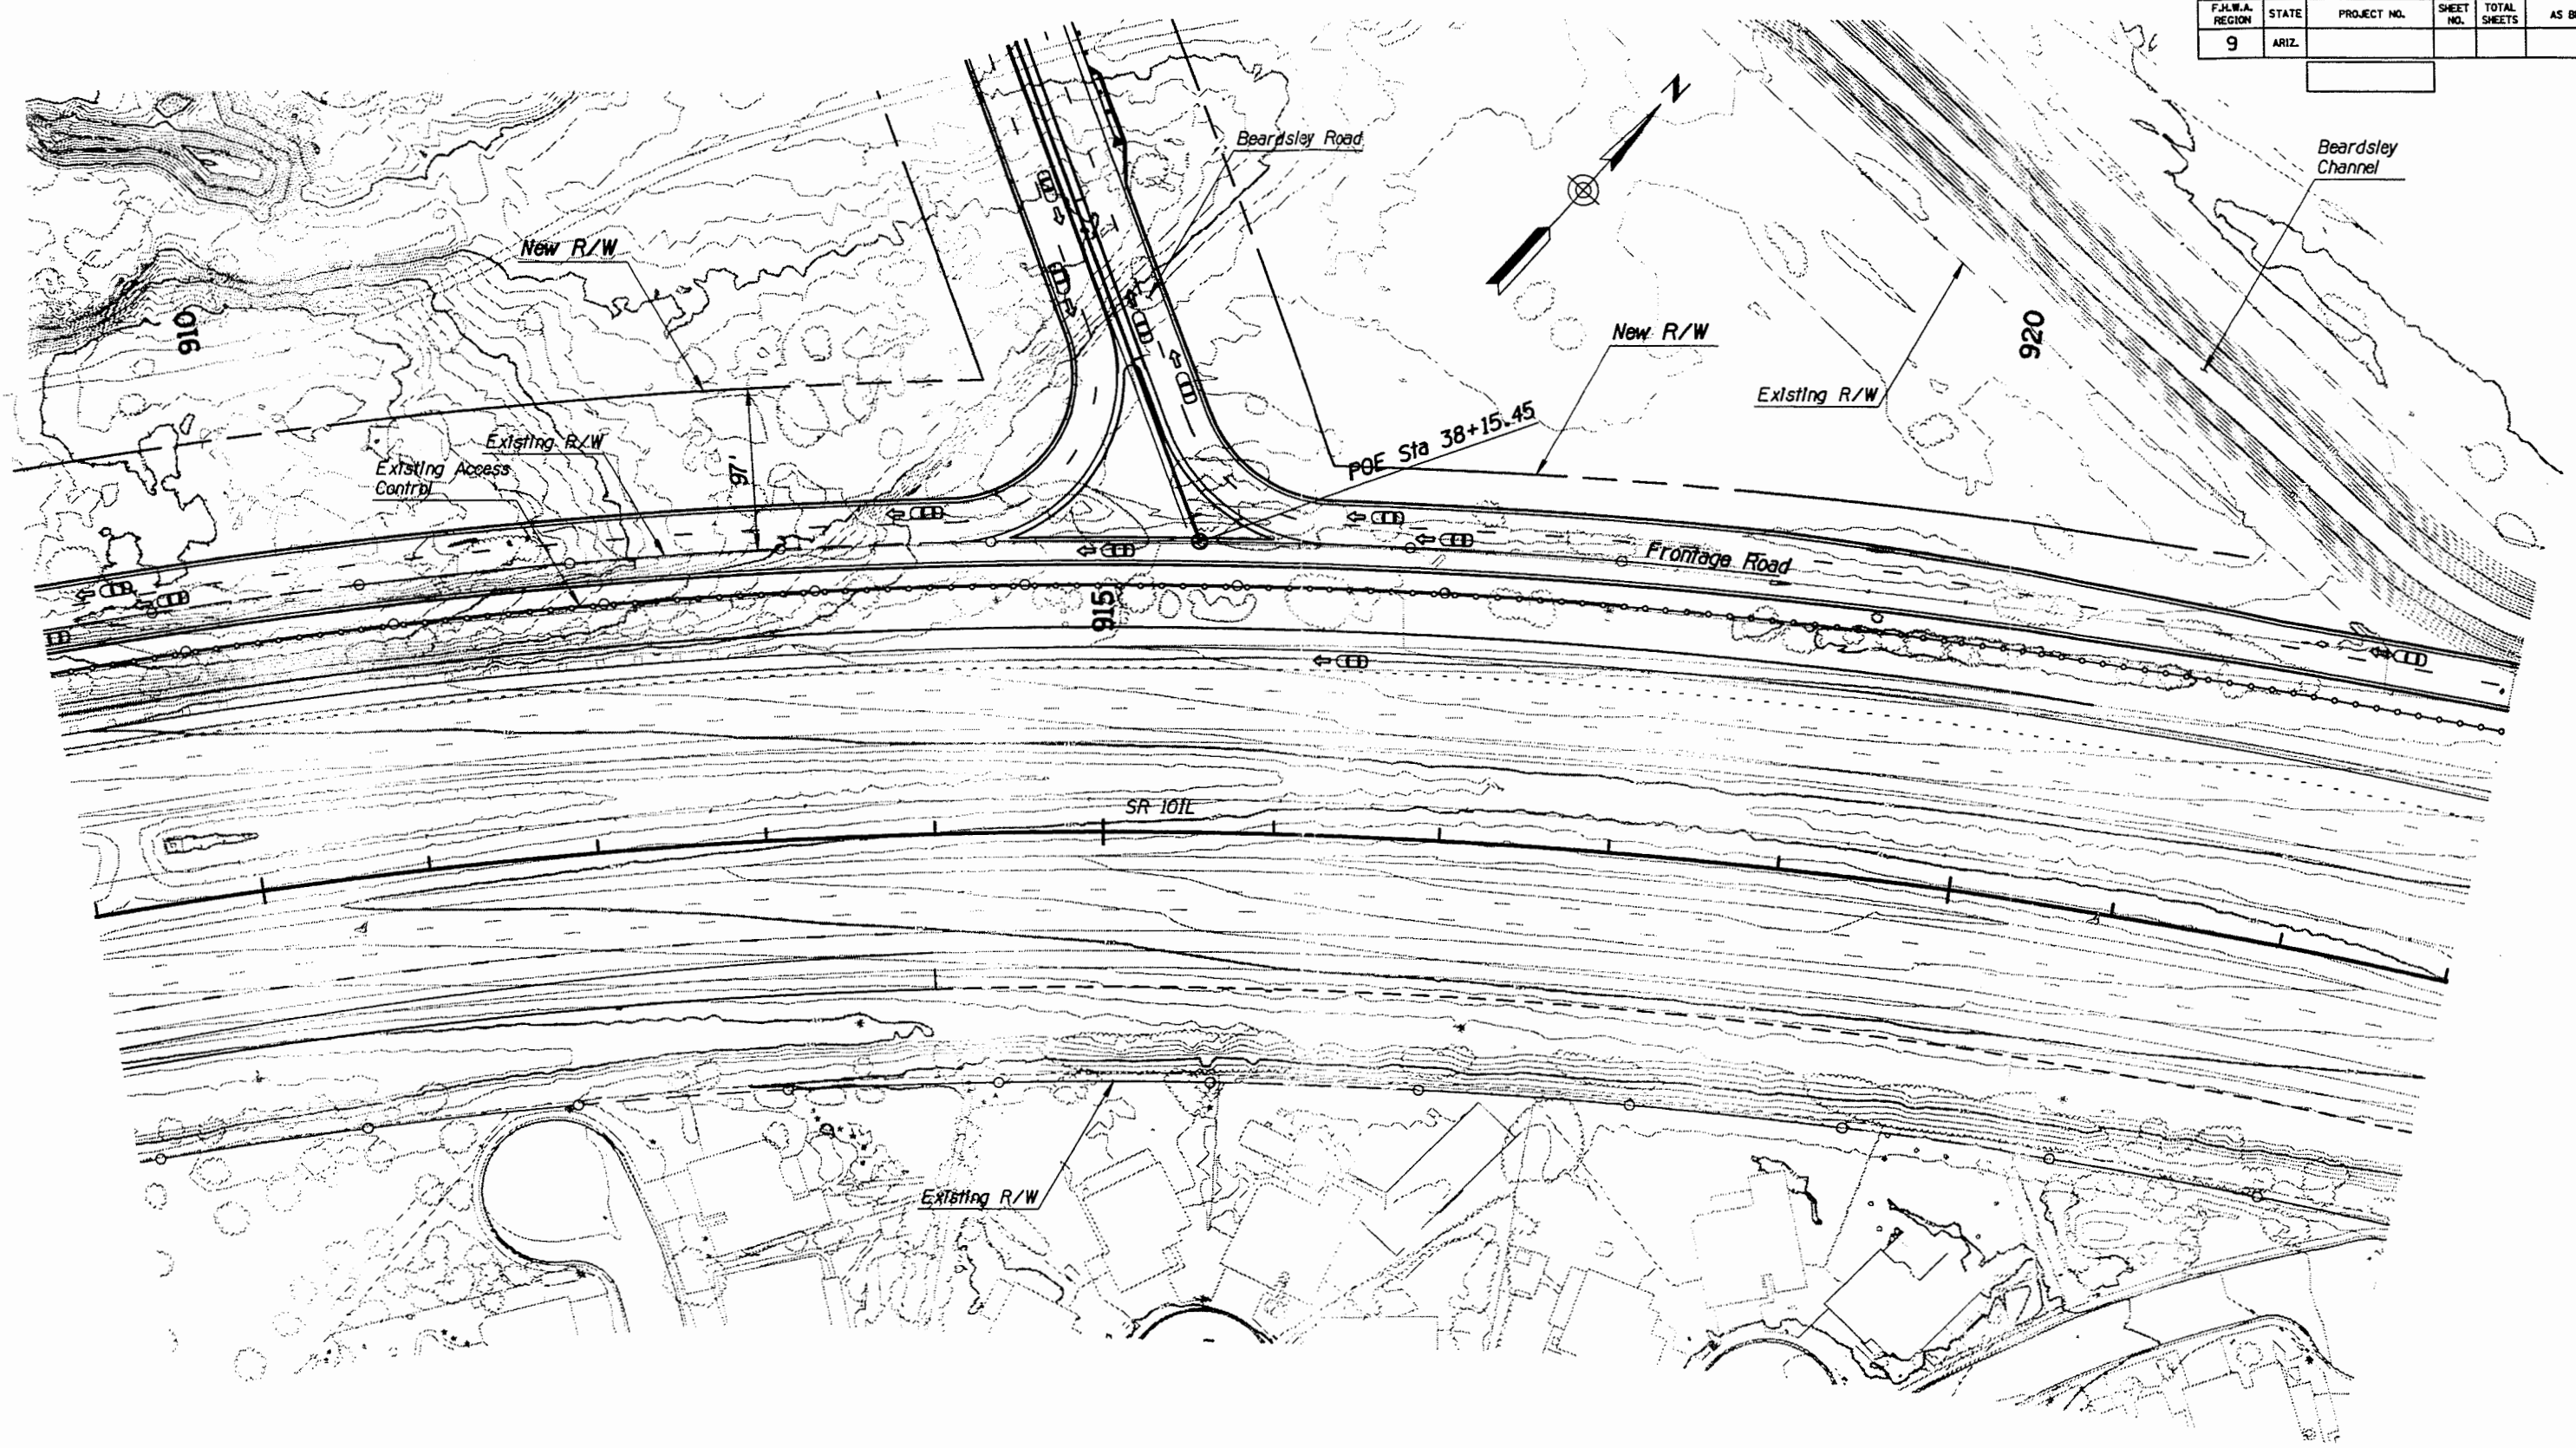 F.H.W.A. REGION STATE PROJECT NO. SHEET NO. TOTAL SHEETS AS
9 ARIZ.
N
Beardsley Road
Beardsley
Channel
New R/W
910
New R/W
920
Existing R/W
POE Sta 38+15.45
Existing R/W
Existing Access
Control
97'
Frontage Road
915
SR 101L
Existing R/W